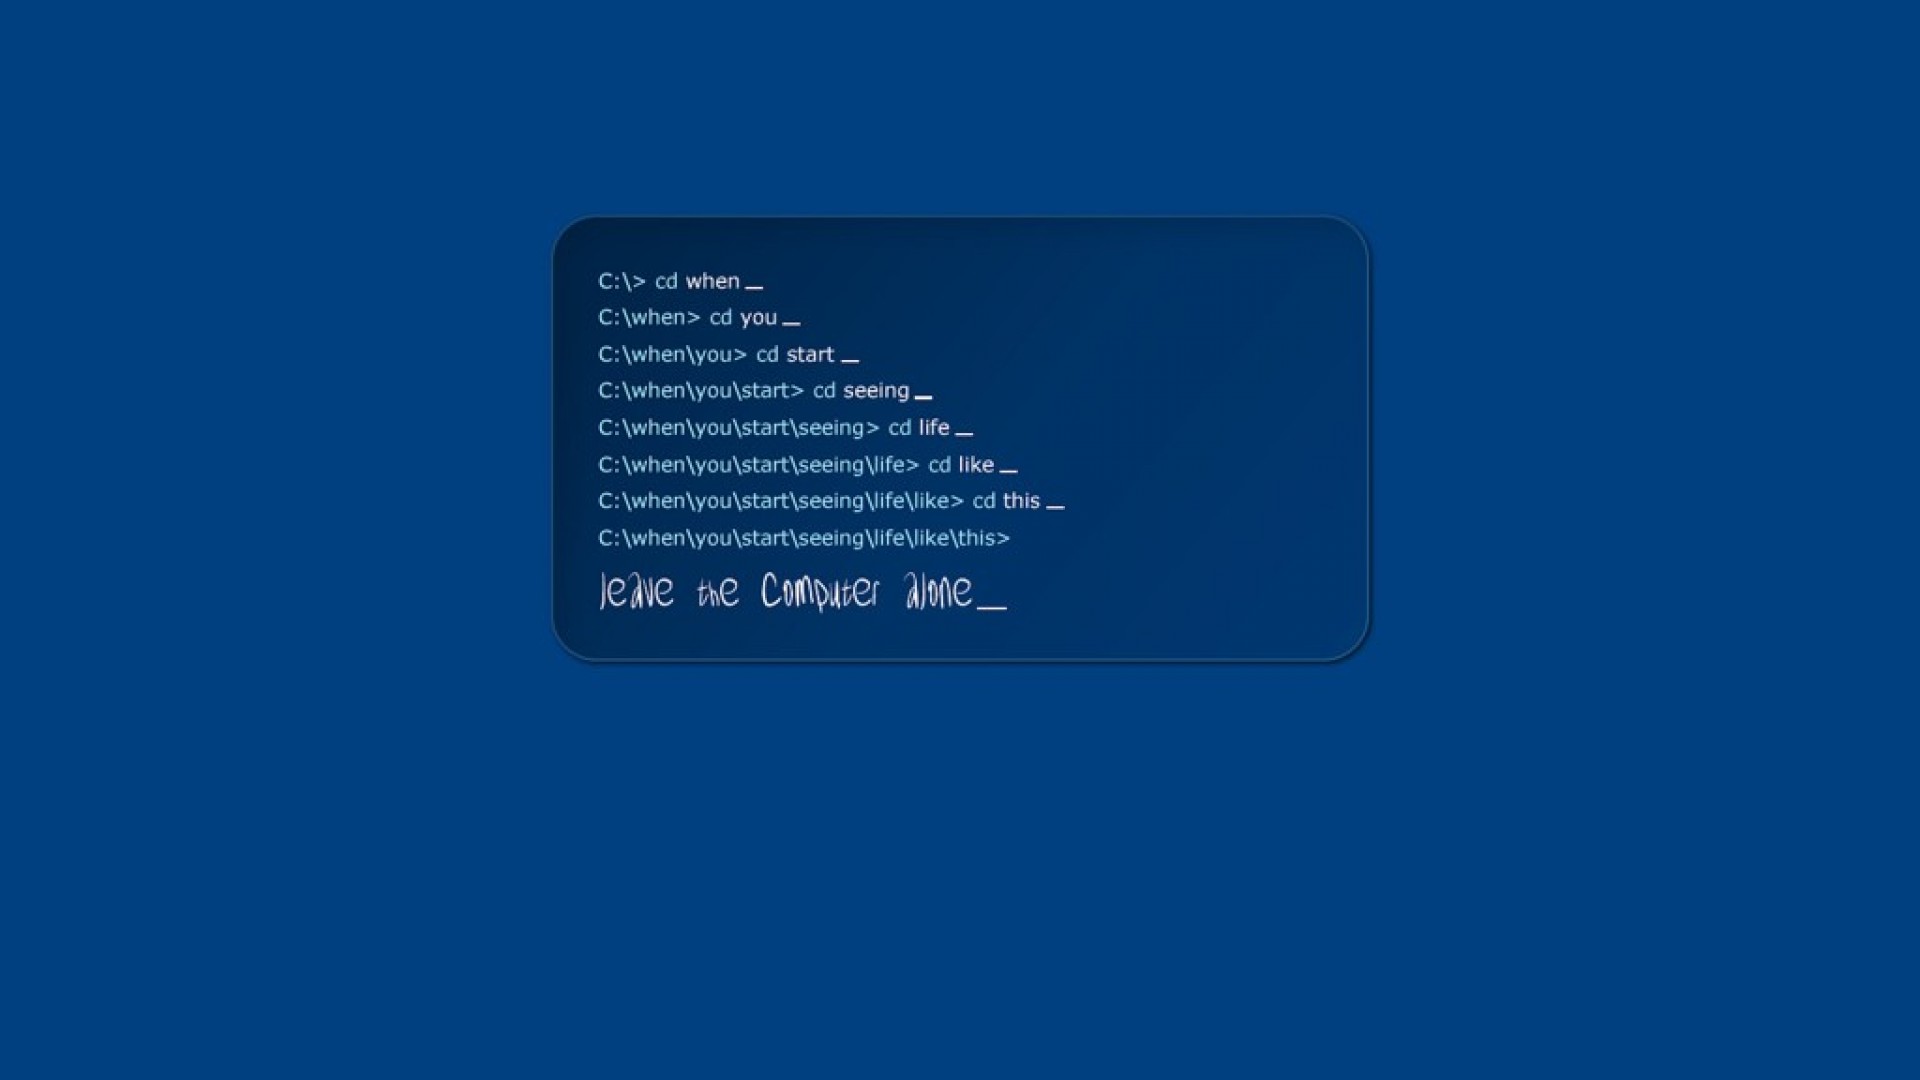 C:\> cd when _
C:\when> cd you _
C:\when\you> cd start _
C:\when\you\start> cd seeing _
C:\when\you\start\seeing> cd life _
C:\when\you\start\seeing\life> cd like _
C:\when\you\start\seeing\life\like> cd this _
C:\when\you\start\seeing\life\like\this>
leave the Computer alone_